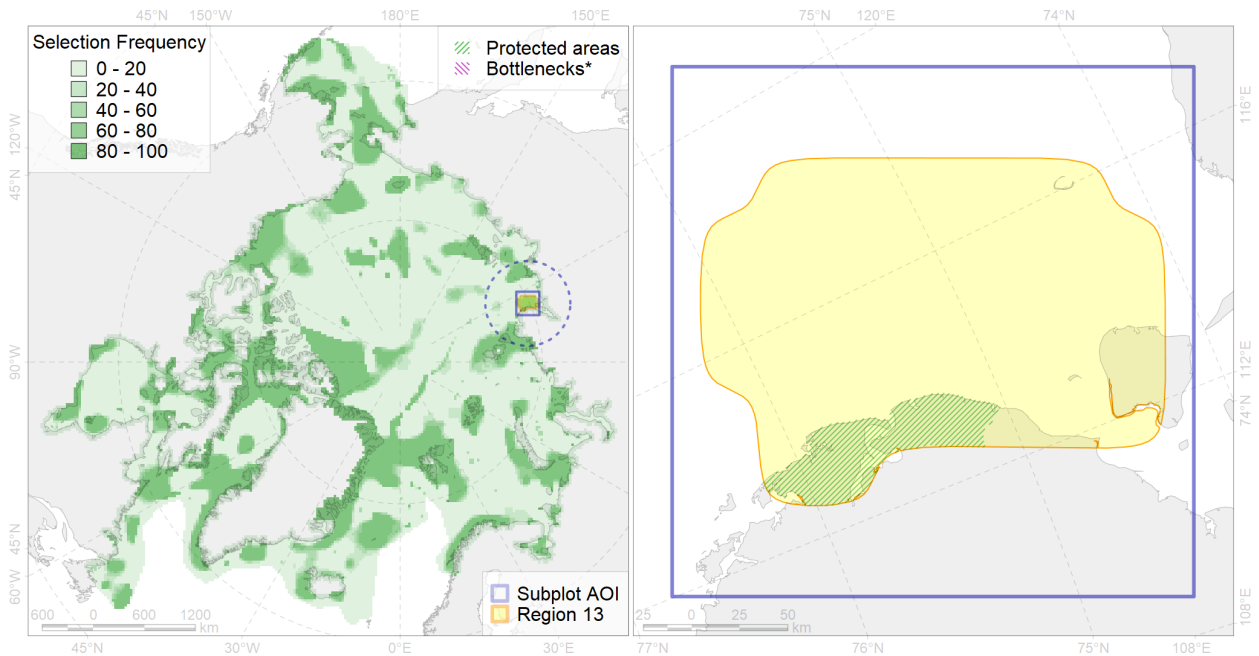 45°N 150°W 180°E 150°E 75°N 120°E 74°N
Selection Frequency
0 - 20
20 - 40
40 - 60
60 - 80
80 - 100
Protected areas
Bottlenecks*
120°W
45°N
90°W
45°N
60°W
116°E
112°E
74°N
108°E
Subplot AOI
Region 13
600 0 600 1200
km
25 0 25 50
km
45°N 30°W 0°E 30°E 77°N 76°N 75°N 108°E